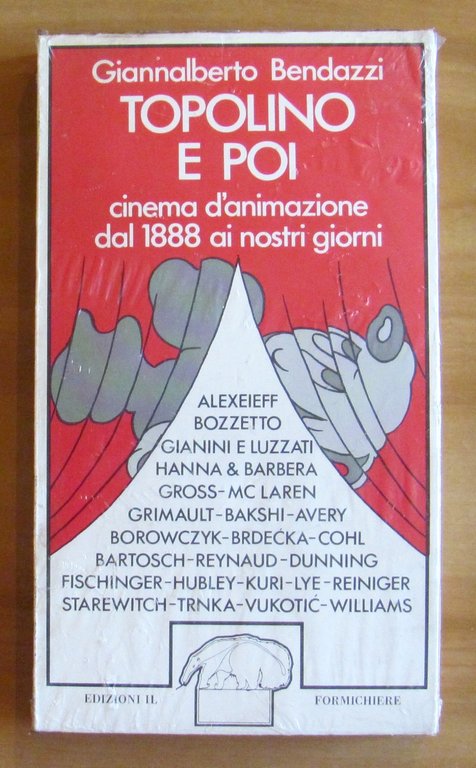 Giannalberto Bendazzi
TOPOLINO
E POI
cinema d'animazione
dal 1888 ai nostri giorni
ALEXEIEFF
BOZZETTO
GIANINI E LUZZATI
HANNA & BARBERA
GROSS-MC LAREN
GRIMAULT-BAKSHI-AVERY
BOROWCZYK-BRDEĆKA-COHL
BARTOSCH-REYNAUD-DUNNING
FISCHINGER-HUBLEY-KURI-LYE-REINIGER
STAREWITCH-TRNKA-VUKOTIĆ-WILLIAMS
EDIZIONI IL FORMICHIERE